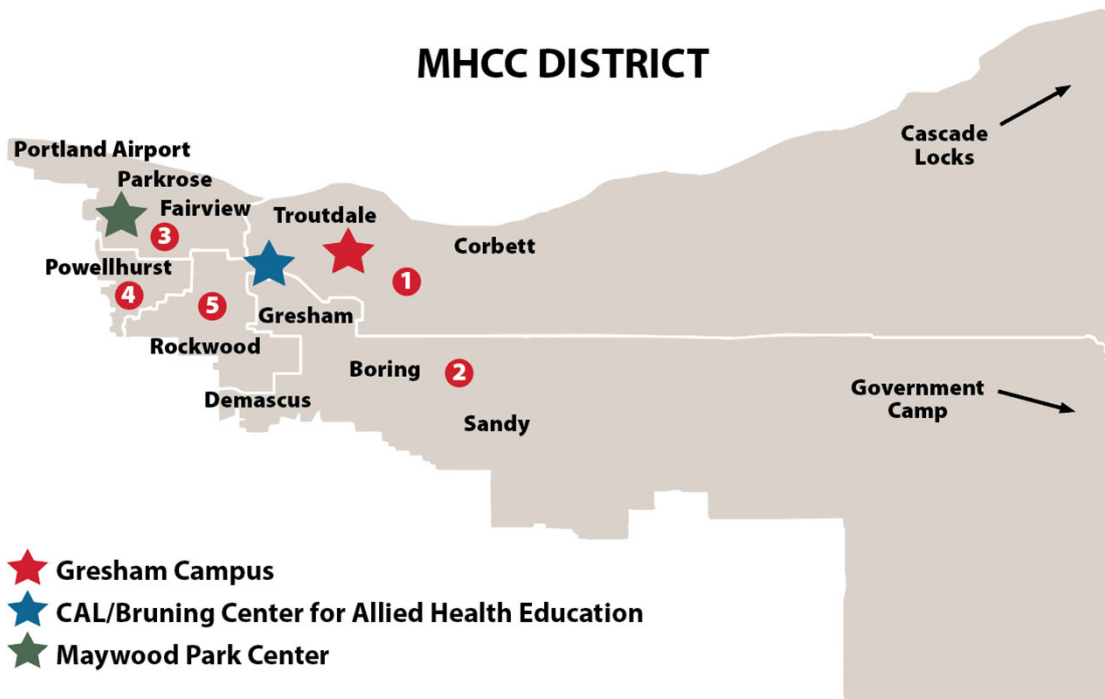 MHCC DISTRICT
Cascade
Locks
Portland Airport
Parkrose
Fairview
Troutdale
3
Corbett
Powellhurst
1
4
5
Gresham
Rockwood
Boring
2
Government
Camp
Demascus
Sandy
Gresham Campus
CAL/Bruning Center for Allied Health Education
Maywood Park Center